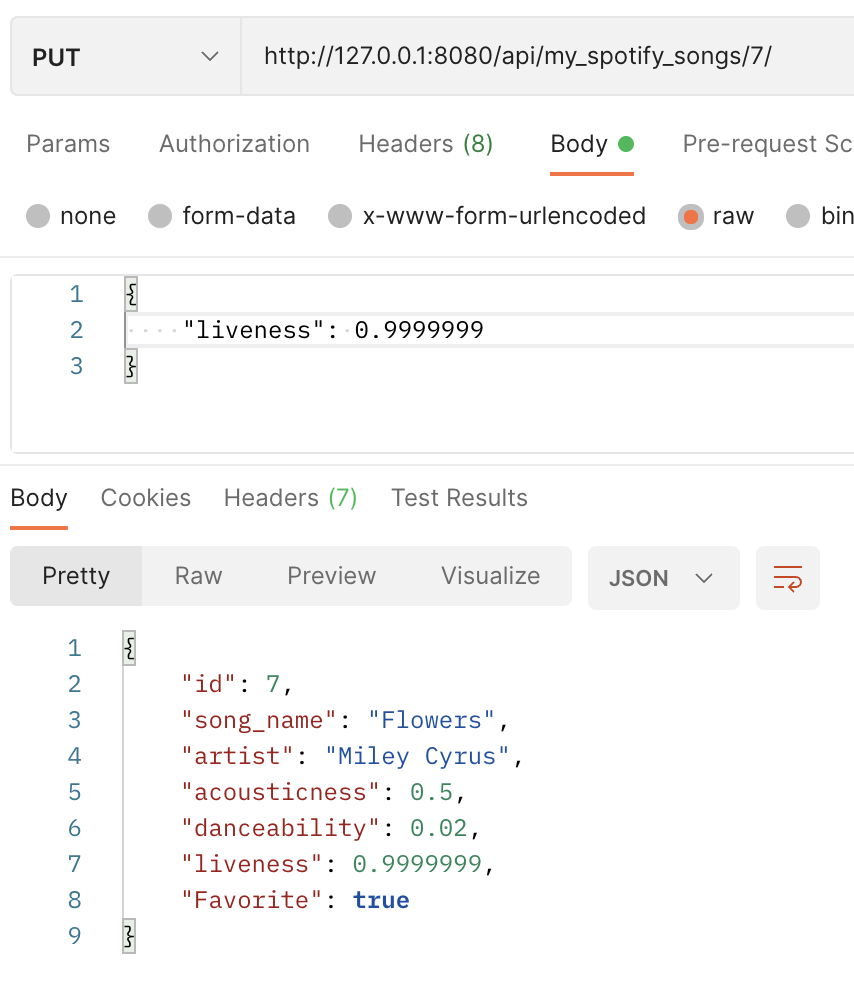 PUT http://127.0.0.1:8080/api/my_spotify_songs/7/
Params Authorization Headers (8) Body Pre-request Sc
none form-data x-www-form-urlencoded raw bin
1 {
2 "liveness": 0.9999999
3 }
Body Cookies Headers (7) Test Results
Pretty Raw Preview Visualize JSON
1 {
2 "id": 7,
3 "song_name": "Flowers",
4 "artist": "Miley Cyrus",
5 "acousticness": 0.5,
6 "danceability": 0.02,
7 "liveness": 0.9999999,
8 "Favorite": true
9 }